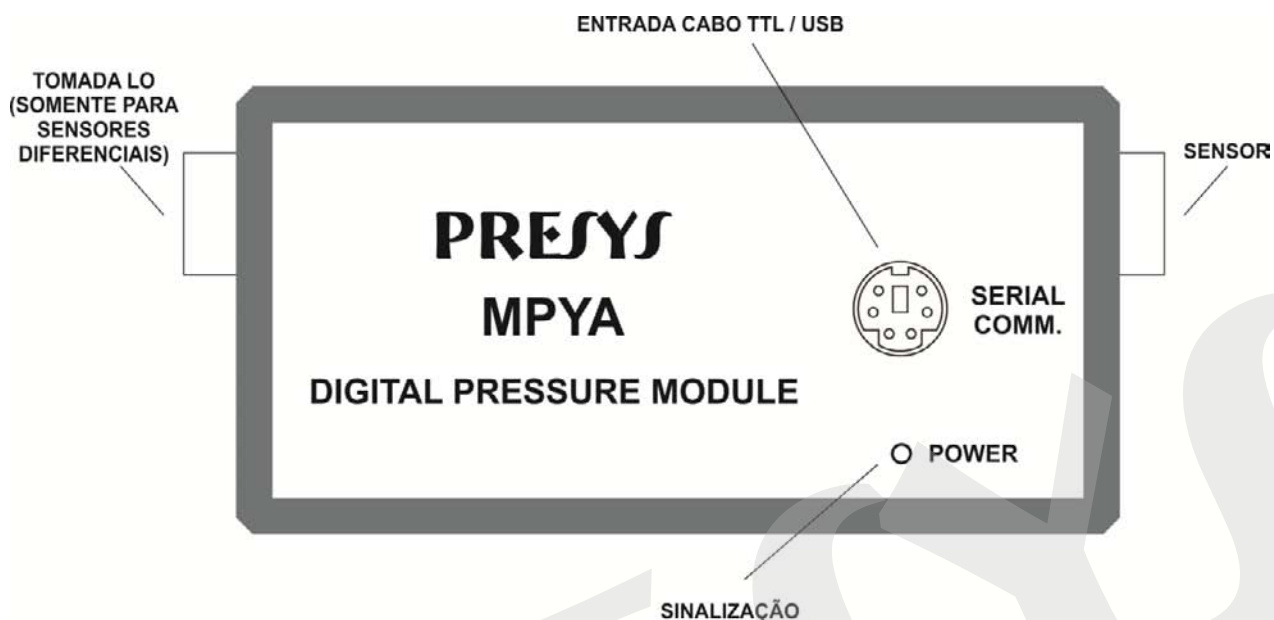 ENTRADA CABO TTL / USB
TOMADA LO
(SOMENTE PARA
SENSORES
DIFERENCIAIS)
SENSOR
PRESYS
MPYA
DIGITAL PRESSURE MODULE
SERIAL
COMM.
POWER
SINALIZAÇÃO